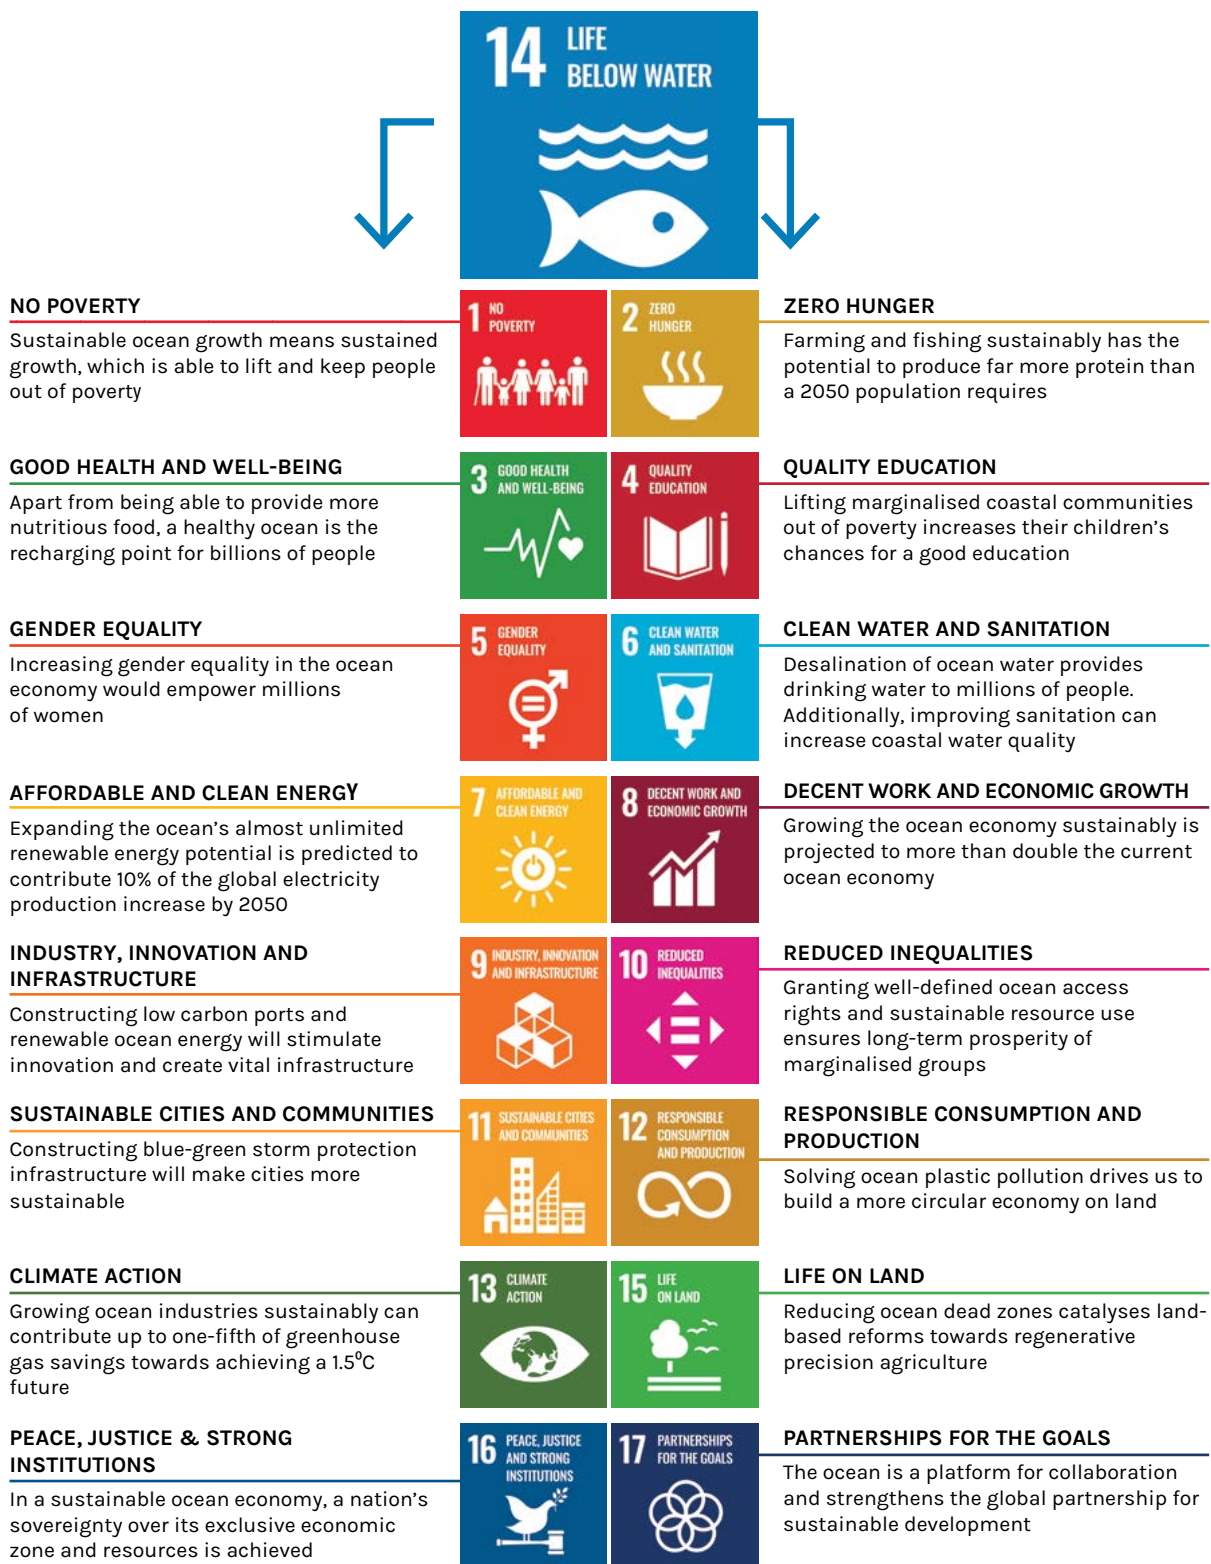 14 LIFE
BELOW WATER
NO POVERTY
Sustainable ocean growth means sustained
growth, which is able to lift and keep people
out of poverty
1 NO
POVERTY
2 ZERO
HUNGER
ZERO HUNGER
Farming and fishing sustainably has the
potential to produce far more protein than
a 2050 population requires
GOOD HEALTH AND WELL-BEING
Apart from being able to provide more
nutritious food, a healthy ocean is the
recharging point for billions of people
3 GOOD HEALTH
AND WELL-BEING
4 QUALITY
EDUCATION
QUALITY EDUCATION
Lifting marginalised coastal communities
out of poverty increases their children's
chances for a good education
GENDER EQUALITY
Increasing gender equality in the ocean
economy would empower millions
of women
5 GENDER
EQUALITY
6 CLEAN WATER
AND SANITATION
CLEAN WATER AND SANITATION
Desalination of ocean water provides
drinking water to millions of people.
Additionally, improving sanitation can
increase coastal water quality
AFFORDABLE AND CLEAN ENERGY
Expanding the ocean's almost unlimited
renewable energy potential is predicted to
contribute 10% of the global electricity
production increase by 2050
7 AFFORDABLE AND
CLEAN ENERGY
8 DECENT WORK AND
ECONOMIC GROWTH
DECENT WORK AND ECONOMIC GROWTH
Growing the ocean economy sustainably is
projected to more than double the current
ocean economy
INDUSTRY, INNOVATION AND
INFRASTRUCTURE
Constructing low carbon ports and
renewable ocean energy will stimulate
innovation and create vital infrastructure
9 INDUSTRY, INNOVATION
AND INFRASTRUCTURE
10 REDUCED
INEQUALITIES
REDUCED INEQUALITIES
Granting well-defined ocean access
rights and sustainable resource use
ensures long-term prosperity of
marginalised groups
SUSTAINABLE CITIES AND COMMUNITIES
Constructing blue-green storm protection
infrastructure will make cities more
sustainable
11 SUSTAINABLE CITIES
AND COMMUNITIES
12 RESPONSIBLE
CONSUMPTION
AND PRODUCTION
RESPONSIBLE CONSUMPTION AND
PRODUCTION
Solving ocean plastic pollution drives us to
build a more circular economy on land
CLIMATE ACTION
Growing ocean industries sustainably can
contribute up to one-fifth of greenhouse
gas savings towards achieving a 1.5⁰C
future
13 CLIMATE
ACTION
15 LIFE
ON LAND
LIFE ON LAND
Reducing ocean dead zones catalyses land-
based reforms towards regenerative
precision agriculture
PEACE, JUSTICE & STRONG
INSTITUTIONS
In a sustainable ocean economy, a nation's
sovereignty over its exclusive economic
zone and resources is achieved
16 PEACE, JUSTICE
AND STRONG
INSTITUTIONS
17 PARTNERSHIPS
FOR THE GOALS
PARTNERSHIPS FOR THE GOALS
The ocean is a platform for collaboration
and strengthens the global partnership for
sustainable development